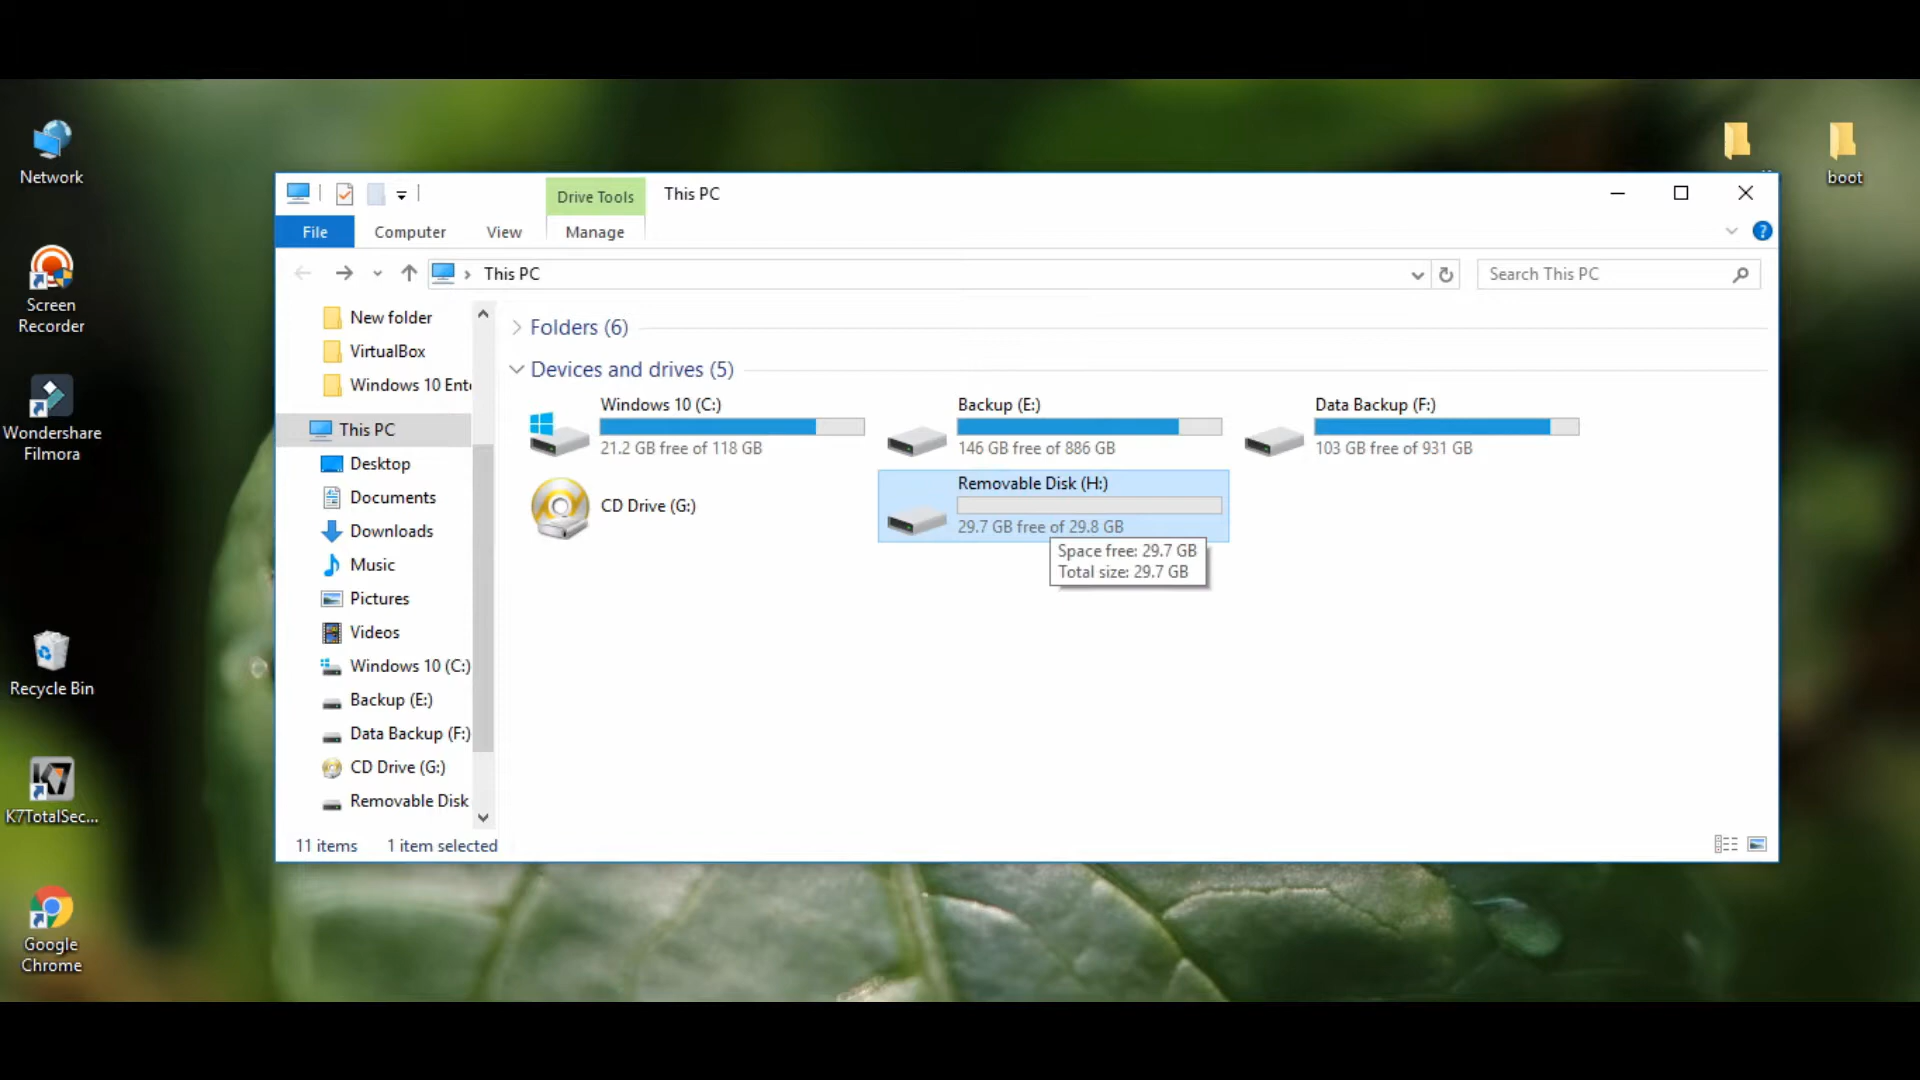 Network
Screen
Recorder
Wondershare
Filmora
Recycle Bin
K7TotalSec...
Google
Chrome
boot
Drive Tools
This PC
File
Computer
View
Manage
This PC
Search This PC
New folder
VirtualBox
Windows 10 Ente
This PC
Desktop
Documents
Downloads
Music
Pictures
Videos
Windows 10 (C:)
Backup (E:)
Data Backup (F:)
CD Drive (G:)
Removable Disk
Folders (6)
Devices and drives (5)
Windows 10 (C:)
21.2 GB free of 118 GB
Backup (E:)
146 GB free of 886 GB
Data Backup (F:)
103 GB free of 931 GB
CD Drive (G:)
Removable Disk (H:)
29.7 GB free of 29.8 GB
Space free: 29.7 GB
Total size: 29.7 GB
11 items
1 item selected